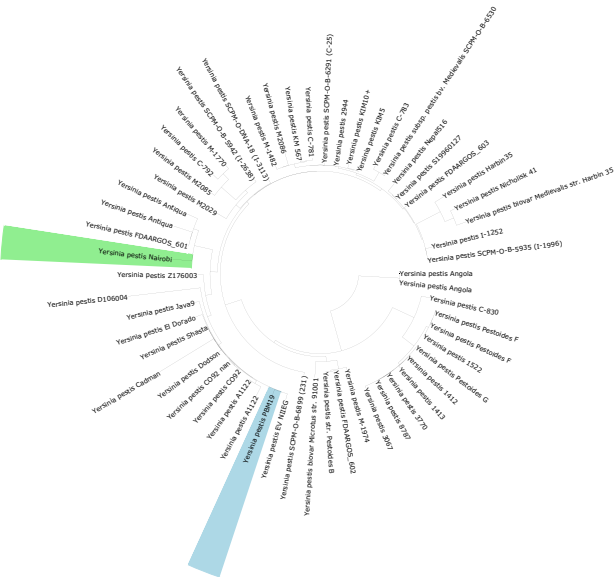 Yersinia pestis SCPM-O-B-6291 (C-25)
Yersinia pestis 2944
Yersinia pestis KIM10+
Yersinia pestis KIM5
Yersinia pestis C-783
Yersinia pestis subsp. pestis bv. Medievalis SCPM-O-B-6530
Yersinia pestis Nepal516
Yersinia pestis S19960127
Yersinia pestis FDAARGOS_603
Yersinia pestis Harbin35
Yersinia pestis Nicholisk 41
Yersinia pestis biovar Medievalis str. Harbin 35
Yersinia pestis I-1252
Yersinia pestis SCPM-O-B-5935 (I-1996)
Yersinia pestis Angola
Yersinia pestis Angola
Yersinia pestis C-830
Yersinia pestis Pestoides F
Yersinia pestis Pestoides F
Yersinia pestis 1522
Yersinia pestis Pestoides G
Yersinia pestis 1412
Yersinia pestis 1413
Yersinia pestis 3770
Yersinia pestis 8787
Yersinia pestis 3067
Yersinia pestis M-1974
Yersinia pestis FDAARGOS_602
Yersinia pestis str. Pestoides B
Yersinia pestis biovar Microtus str. 91001
Yersinia pestis SCPM-O-B-6899 (231)
Yersinia pestis EV NIIEG
Yersinia pestis PBM19
Yersinia pestis A1122
Yersinia pestis A1122
Yersinia pestis CO92
Yersinia pestis CO92_nag
Yersinia pestis Dodson
Yersinia pestis Cadman
Yersinia pestis Shasta
Yersinia pestis El Dorado
Yersinia pestis Java9
Yersinia pestis D106004
Yersinia pestis Z176003
Yersinia pestis Nairobi
Yersinia pestis FDAARGOS_601
Yersinia pestis Antiqua
Yersinia pestis Antiqua
Yersinia pestis M2029
Yersinia pestis M2085
Yersinia pestis C-792
Yersinia pestis M-1770
Yersinia pestis SCPM-O-B-5942 (I-2638)
Yersinia pestis SCPM-O-DNA-18 (I-3113)
Yersinia pestis M-1482
Yersinia pestis M2086
Yersinia pestis KM 567
Yersinia pestis C-781